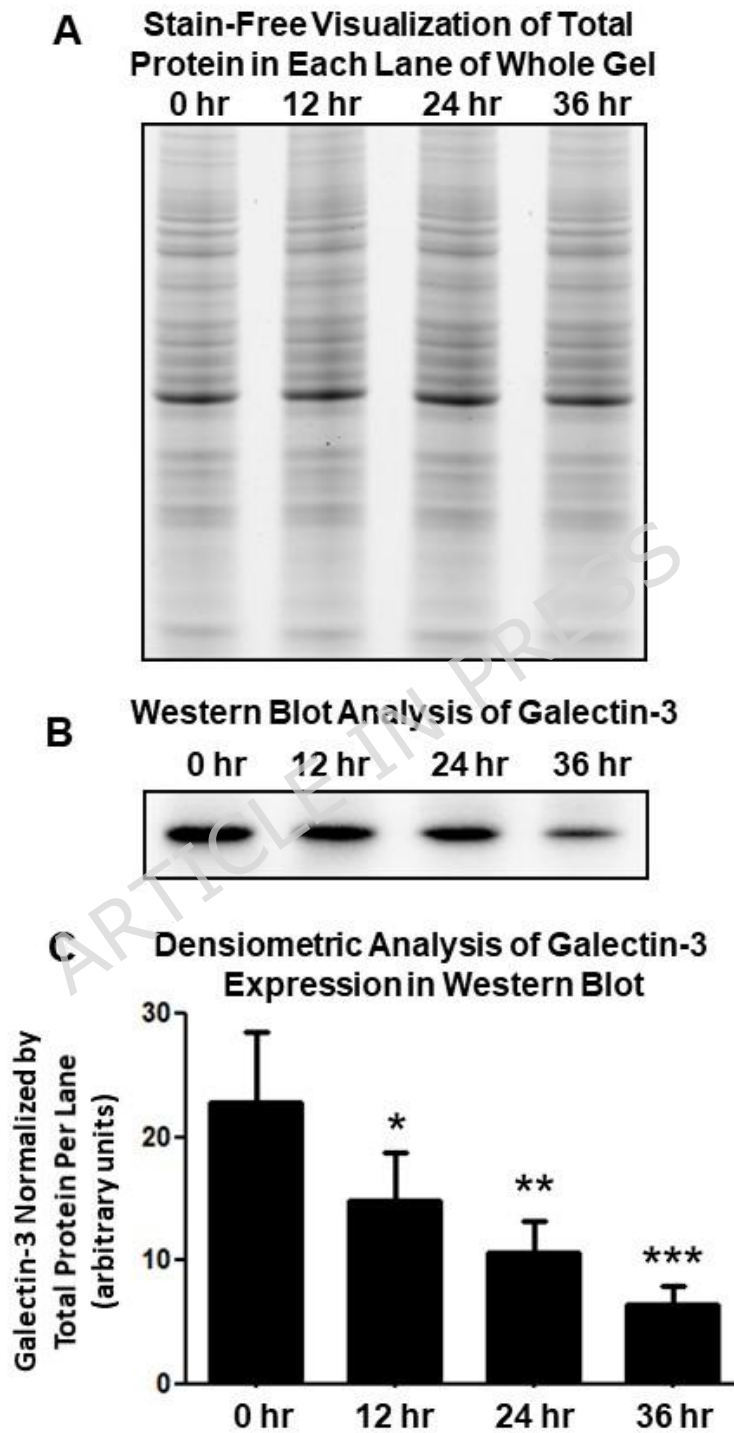 A
Stain-Free Visualization of Total
Protein in Each Lane of Whole Gel
0 hr 12 hr 24 hr 36 hr
B
Western Blot Analysis of Galectin-3
0 hr 12 hr 24 hr 36 hr
ARTICLE IN PRESS
C
Densiometric Analysis of Galectin-3
Expression in Western Blot
Galectin-3 Normalized by
Total Protein Per Lane
(arbitrary units)
30
20
10
0
*
**
***
0 hr 12 hr 24 hr 36 hr